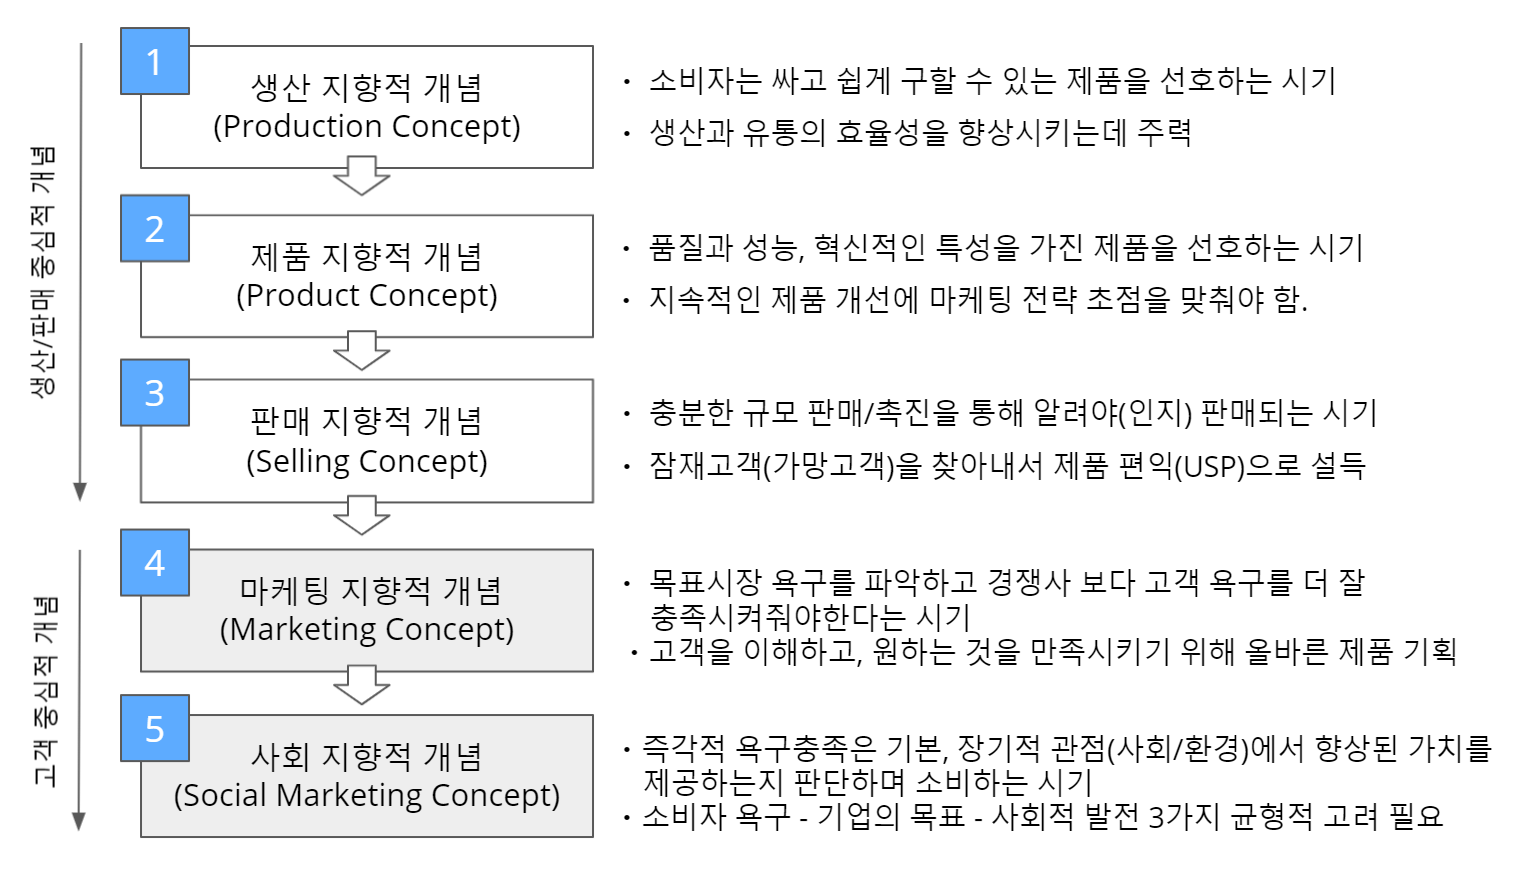 생산/판매 중심적 개념
1
생산 지향적 개념
(Production Concept)
· 소비자는 싸고 쉽게 구할 수 있는 제품을 선호하는 시기
· 생산과 유통의 효율성을 향상시키는데 주력
2
제품 지향적 개념
(Product Concept)
· 품질과 성능, 혁신적인 특성을 가진 제품을 선호하는 시기
· 지속적인 제품 개선에 마케팅 전략 초점을 맞춰야 함.
3
판매 지향적 개념
(Selling Concept)
· 충분한 규모 판매/촉진을 통해 알려야(인지) 판매되는 시기
· 잠재고객(가망고객)을 찾아내서 제품 편익(USP)으로 설득
고객 중심적 개념
4
마케팅 지향적 개념
(Marketing Concept)
· 목표시장 욕구를 파악하고 경쟁사 보다 고객 욕구를 더 잘
충족시켜줘야한다는 시기
· 고객을 이해하고, 원하는 것을 만족시키기 위해 올바른 제품 기획
5
사회 지향적 개념
(Social Marketing Concept)
· 즉각적 욕구충족은 기본, 장기적 관점(사회/환경)에서 향상된 가치를
제공하는지 판단하며 소비하는 시기
· 소비자 욕구 - 기업의 목표 - 사회적 발전 3가지 균형적 고려 필요